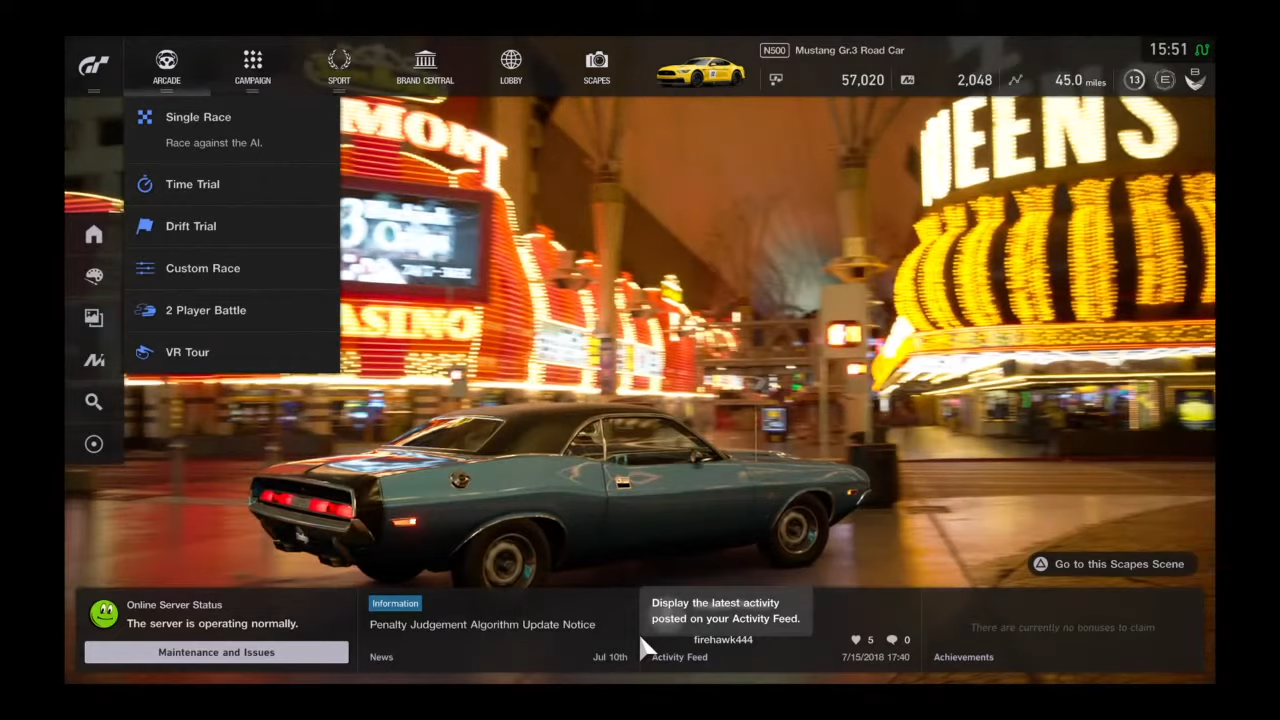 N500 Mustang Gr.3 Road Car
15:51
ARCADE
CAMPAIGN
SPORT
BRAND CENTRAL
LOBBY
SCAPES
57,020
2,048
45.0 miles
13
E
B
Single Race
Race against the AI.
Time Trial
Drift Trial
Custom Race
2 Player Battle
VR Tour
MONT
ASINO
UEENS
Go to this Scapes Scene
Online Server Status
The server is operating normally.
Maintenance and Issues
Information
Penalty Judgement Algorithm Update Notice
News
Jul 10th
Display the latest activity
posted on your Activity Feed.
firehawk444
5
0
Activity Feed
7/15/2018 17:40
There are currently no bonuses to claim
Achievements